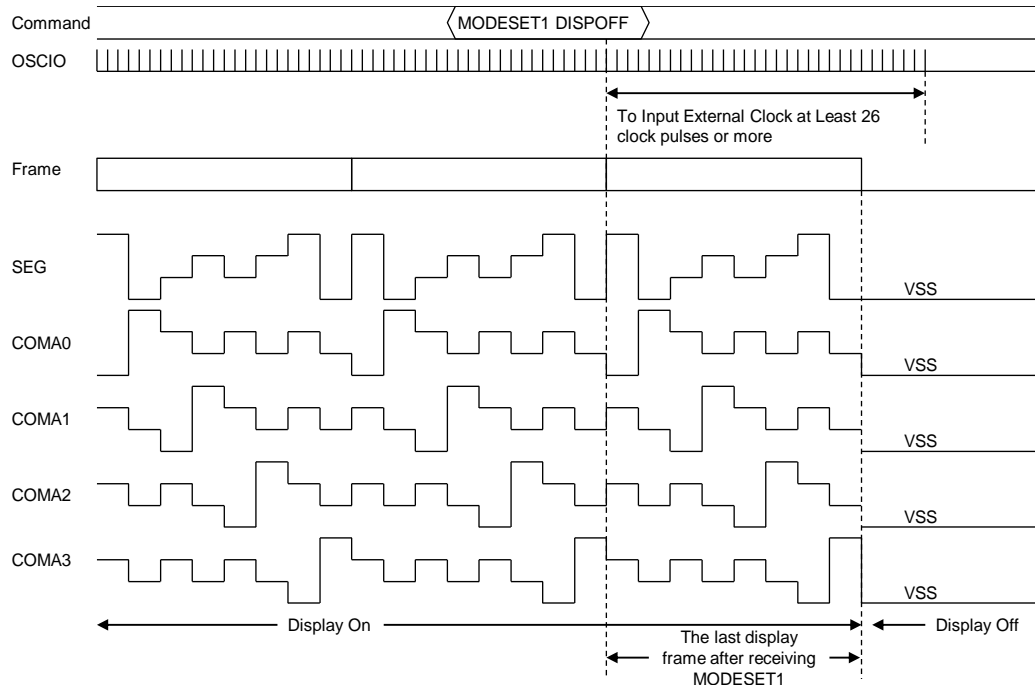 Command
MODESET1 DISPOFF
OSCIO
To Input External Clock at Least 26
clock pulses or more
Frame
SEG
VSS
COMA0
VSS
COMA1
VSS
COMA2
VSS
COMA3
VSS
Display On
Display Off
The last display
frame after receiving
MODESET1